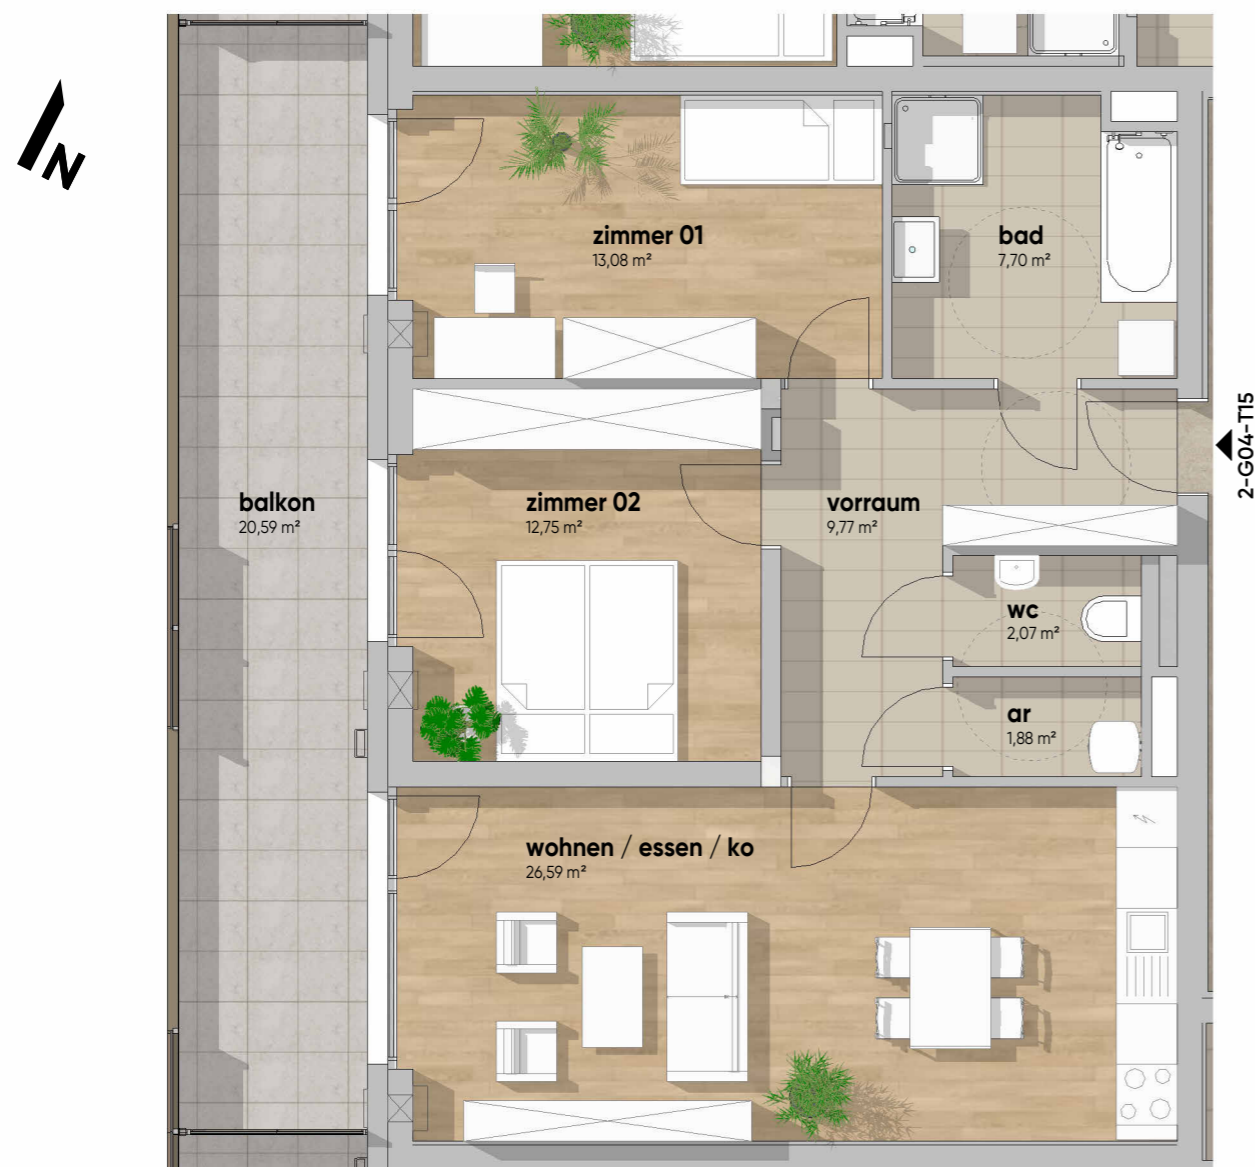 N
zimmer 01
13,08 m²
bad
7,70 m²
balkon
20,59 m²
zimmer 02
12,75 m²
vorraum
9,77 m²
2-G04-T15
wc
2,07 m²
ar
1,88 m²
wohnen / essen / ko
26,59 m²